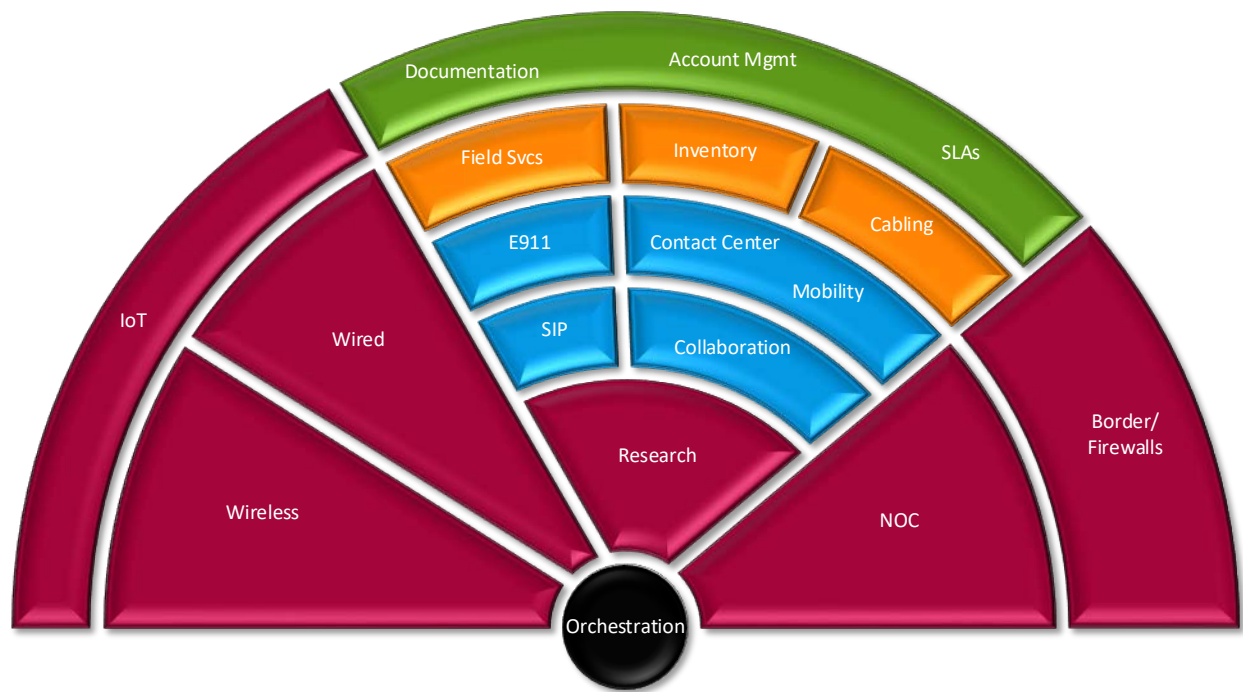 Documentation
Account Mgmt
SLAs
Field Svcs
Inventory
Cabling
E911
Contact Center
Mobility
SIP
Collaboration
IoT
Wired
Wireless
Research
NOC
Border/
Firewalls
Orchestration